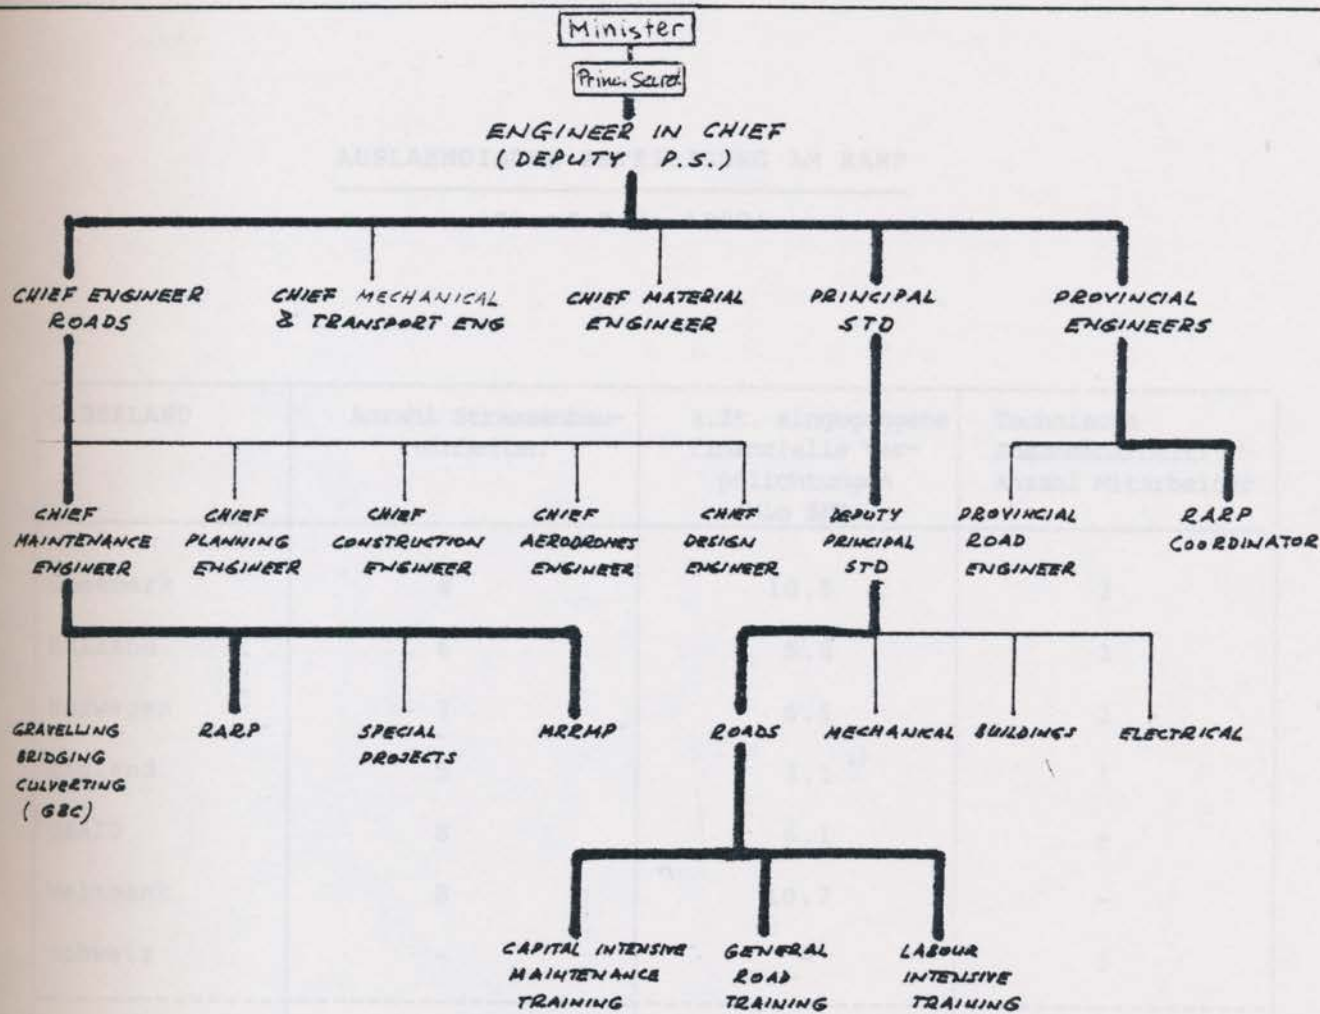 Minister
ENGINEER IN CHIEF
(DEPUTY P.S.)
CHIEF ENGINEER
ROADS
CHIEF MECHANICAL
& TRANSPORT ENG
CHIEF MATERIAL
ENGINEER
PRINCIPAL
STD
PROVINCIAL
ENGINEERS
CHIEF
MAINTENANCE
ENGINEER
CHIEF
PLANNING
ENGINEER
CHIEF
CONSTRUCTION
ENGINEER
CHIEF
AERODROMES
ENGINEER
CHIEF
DESIGN
ENGINEER
DEPUTY
PRINCIPAL
STD
PROVINCIAL
ROAD
ENGINEER
RARP
COORDINATOR
GRAVELLING
BRIDGING
CULVERTING
(GBC)
RARP
SPECIAL
PROJECTS
MRRMP
ROADS
MECHANICAL
BUILDINGS
ELECTRICAL
CAPITAL INTENSIVE
MAINTENANCE
TRAINING
GENERAL
ROAD
TRAINING
LABOUR
INTENSIVE
TRAINING